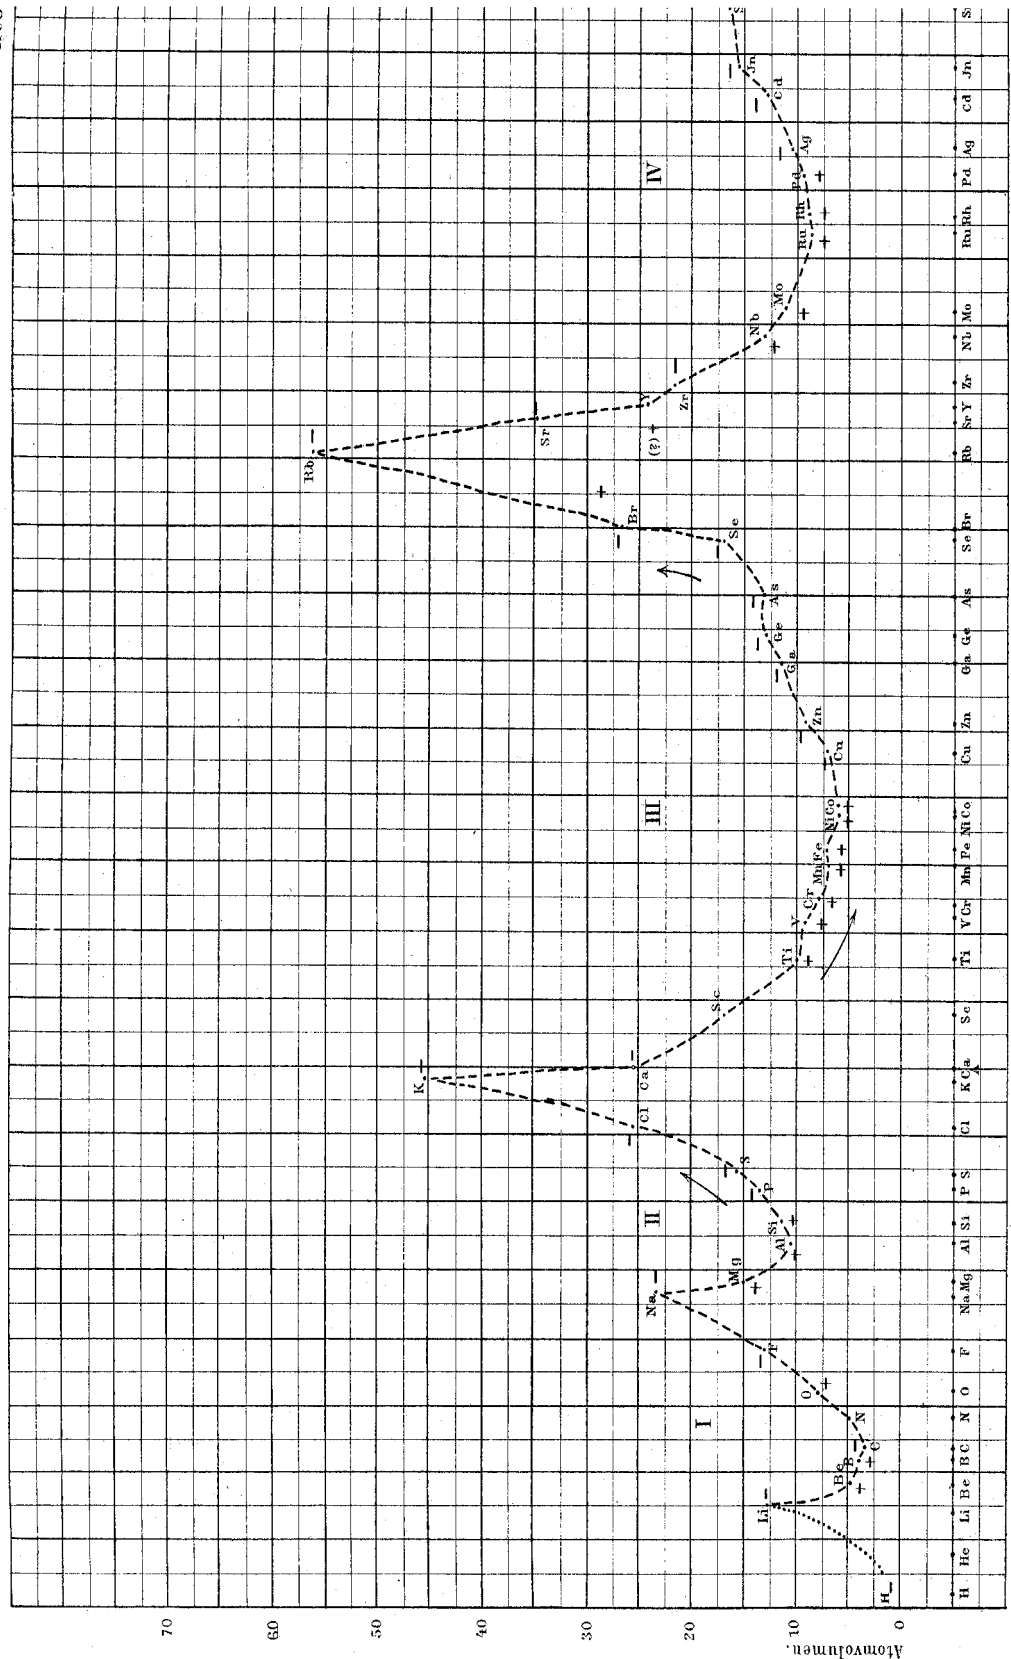 70
60
50
40
30
20
10
0
Atomvolumen.
I
II
III
IV
H
Li
Be
B
C
N
O
F
Na
Mg
Al
Si
P
S
Cl
K
Ca
Sc
Ti
V
Cr
Mn
Fe
Ni
Co
Cu
Zn
Ga
Ge
As
Se
Br
Rb
Sr
(?) +
Y
Zr
Nb
Mo
Ru
Rh
Pd
Ag
Cd
Jn
H He Li Be B C N O F Na Mg Al Si P S Cl K Ca Sc Ti V Cr Mn Fe Ni Co Cu Zn Ga Ge As Se Br Rb Sr Y Zr Nb Mo Ru Rh Pd Ag Cd Jn
A